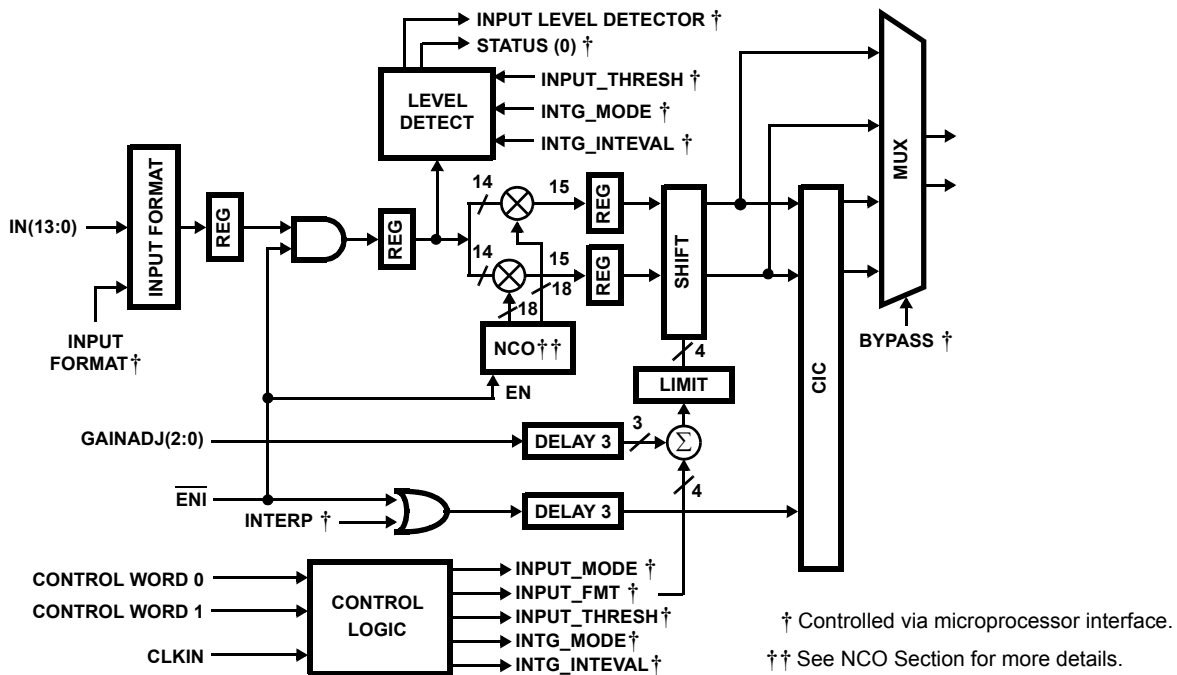 INPUT LEVEL DETECTOR †
STATUS (0) †
LEVEL
DETECT
INPUT_THRESH †
INTG_MODE †
INTG_INTEVAL †
IN(13:0)
INPUT FORMAT
REG
REG
14
14
15
15
18
18
REG
REG
SHIFT
MUX
INPUT
FORMAT†
NCO††
EN
4
LIMIT
BYPASS †
CIC
GAINADJ(2:0)
DELAY 3
3
Σ
4
ENI
INTERP †
DELAY 3
CONTROL WORD 0
CONTROL WORD 1
CLKIN
CONTROL
LOGIC
INPUT_MODE †
INPUT_FMT †
INPUT_THRESH†
INTG_MODE†
INTG_INTEVAL†
† Controlled via microprocessor interface.
†† See NCO Section for more details.